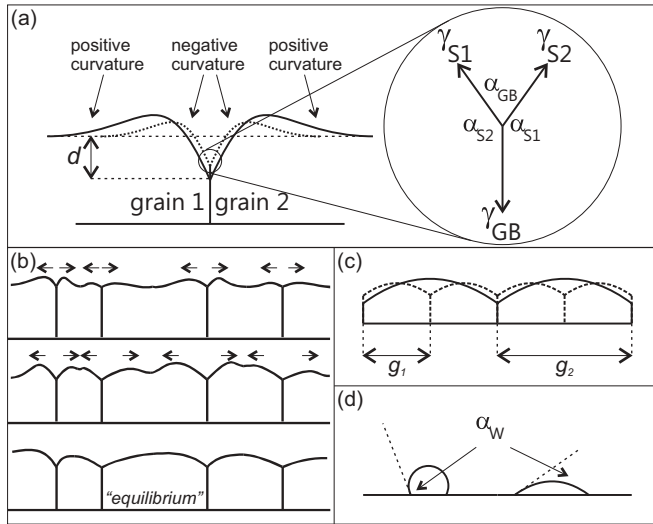 (a)
positive curvature
negative curvature
positive curvature
d
grain 1
grain 2
γS1
γS2
αGB
αS2
αS1
γGB
(b)
"equilibrium"
(c)
g1
g2
(d)
αW